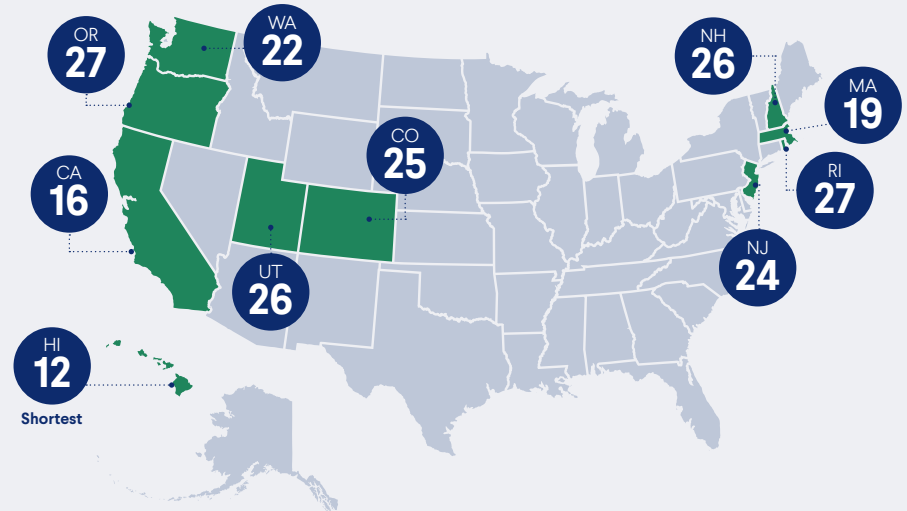 OR
27
WA
22
NH
26
MA
19
CO
25
CA
16
RI
27
UT
26
NJ
24
HI
12
Shortest